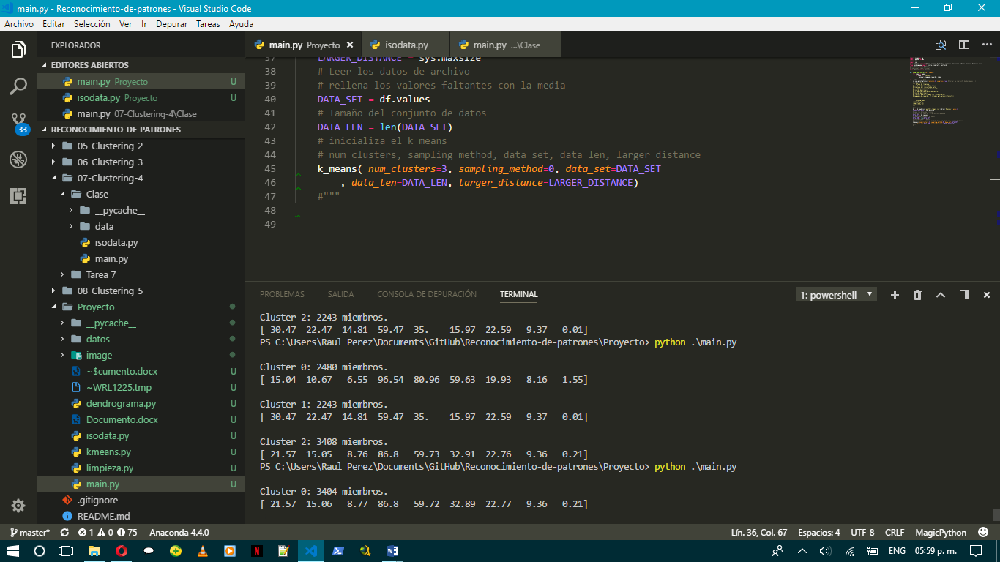 main.py - Reconocimiento-de-patrones - Visual Studio Code
Archivo Editar Selección Ver Ir Depurar Tareas Ayuda
EXPLORADOR
EDITORES ABIERTOS
main.py Proyecto U
isodata.py Proyecto U
main.py 07-Clustering-4\Clase
33
RECONOCIMIENTO-DE-PATRONES
05-Clustering-2
06-Clustering-3
07-Clustering-4
Clase
__pycache__
data
isodata.py
main.py
Tarea 7
08-Clustering-5
Proyecto
__pycache__
datos
image
~$cumento.docx U
~WRL1225.tmp U
dendrograma.py U
Documento.docx U
isodata.py U
kmeans.py U
limpieza.py U
main.py U
.gitignore
README.md
main.py Proyecto
isodata.py
main.py ...\Clase
37 LARGER_DISTANCE = sys.maxsize
38 # Leer los datos de archivo
39 # rellena los valores faltantes con la media
40 DATA_SET = df.values
41 # Tamaño del conjunto de datos
42 DATA_LEN = len(DATA_SET)
43 # inicializa el k means
44 # num_clusters, sampling_method, data_set, data_len, larger_distance
45 k_means( num_clusters=3, sampling_method=0, data_set=DATA_SET
46 , data_len=DATA_LEN, larger_distance=LARGER_DISTANCE)
47 #"""
48
49
PROBLEMAS SALIDA CONSOLA DE DEPURACIÓN TERMINAL 1: powershell
Cluster 2: 2243 miembros.
[ 30.47 22.47 14.81 59.47 35. 15.97 22.59 9.37 0.01]
PS C:\Users\Raul Perez\Documents\GitHub\Reconocimiento-de-patrones\Proyecto> python .\main.py
Cluster 0: 2480 miembros.
[ 15.04 10.67 6.55 96.54 80.96 59.63 19.93 8.16 1.55]
Cluster 1: 2243 miembros.
[ 30.47 22.47 14.81 59.47 35. 15.97 22.59 9.37 0.01]
Cluster 2: 3408 miembros.
[ 21.57 15.05 8.76 86.8 59.73 32.91 22.76 9.36 0.21]
PS C:\Users\Raul Perez\Documents\GitHub\Reconocimiento-de-patrones\Proyecto> python .\main.py
Cluster 0: 3404 miembros.
[ 21.57 15.06 8.77 86.8 59.72 32.89 22.77 9.36 0.21]
master* 1 0 75 Anaconda 4.4.0 Lín. 36, Col. 67 Espacios: 4 UTF-8 CRLF MagicPython
ENG 05:59 p. m.